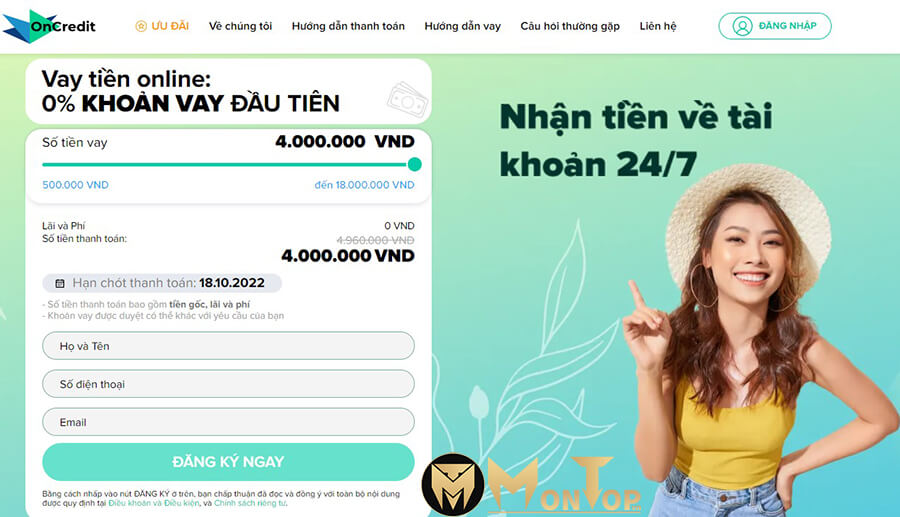 OnCredit
ƯU ĐÃI
Về chúng tôi
Hướng dẫn thanh toán
Hướng dẫn vay
Câu hỏi thường gặp
Liên hệ
ĐĂNG NHẬP
Vay tiền online:
0% KHOẢN VAY ĐẦU TIÊN
Số tiền vay 4.000.000 VND
500.000 VND đến 18.000.000 VND
Lãi và Phí 0 VND
Số tiền thanh toán: 4.960.000 VND
4.000.000 VND
Hạn chót thanh toán: 18.10.2022
- Số tiền thanh toán bao gồm tiền gốc, lãi và phí
- Khoản vay được duyệt có thể khác với yêu cầu của bạn
Họ và Tên
Số điện thoại
Email
ĐĂNG KÝ NGAY
Bằng cách nhấp vào nút ĐĂNG KÝ ở trên, bạn chấp thuận đã đọc và đồng ý với toàn bộ nội dung
được quy định tại Điều khoản và Điều kiện, và Chính sách riêng tư.
Nhận tiền về tài
khoản 24/7
MONTOP